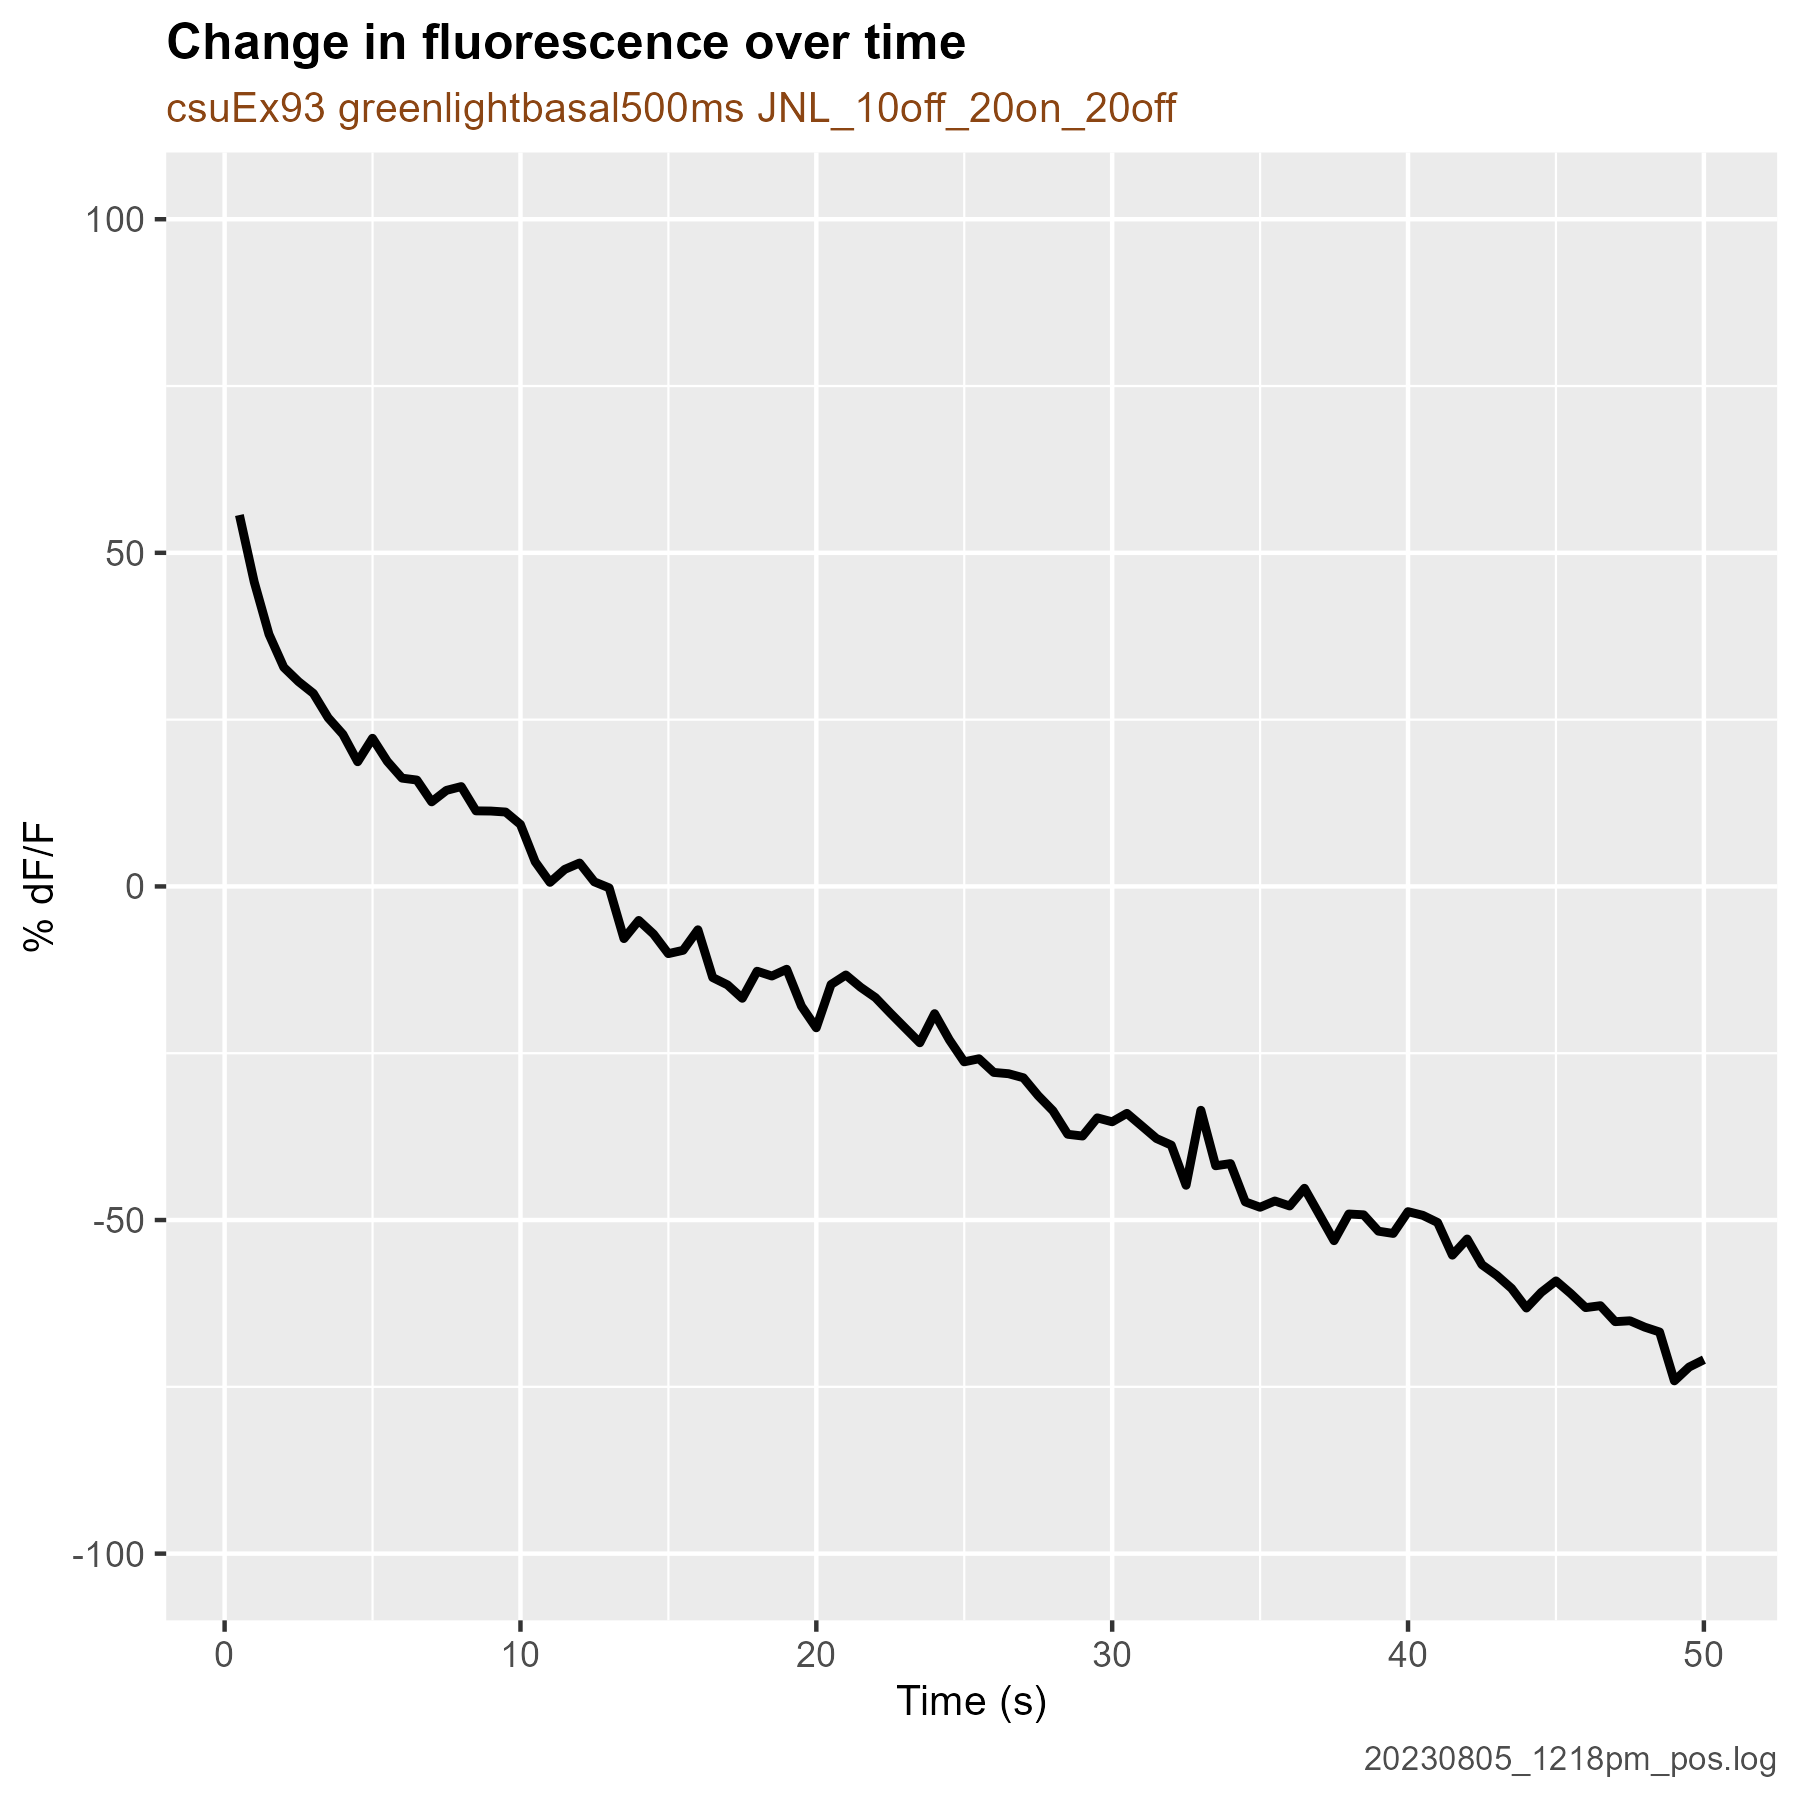 Change in fluorescence over time
csuEx93 greenlightbasal500ms JNL_10off_20on_20off
% dF/F
100
50
0
-50
-100
0 10 20 30 40 50
Time (s)
20230805_1218pm_pos.log